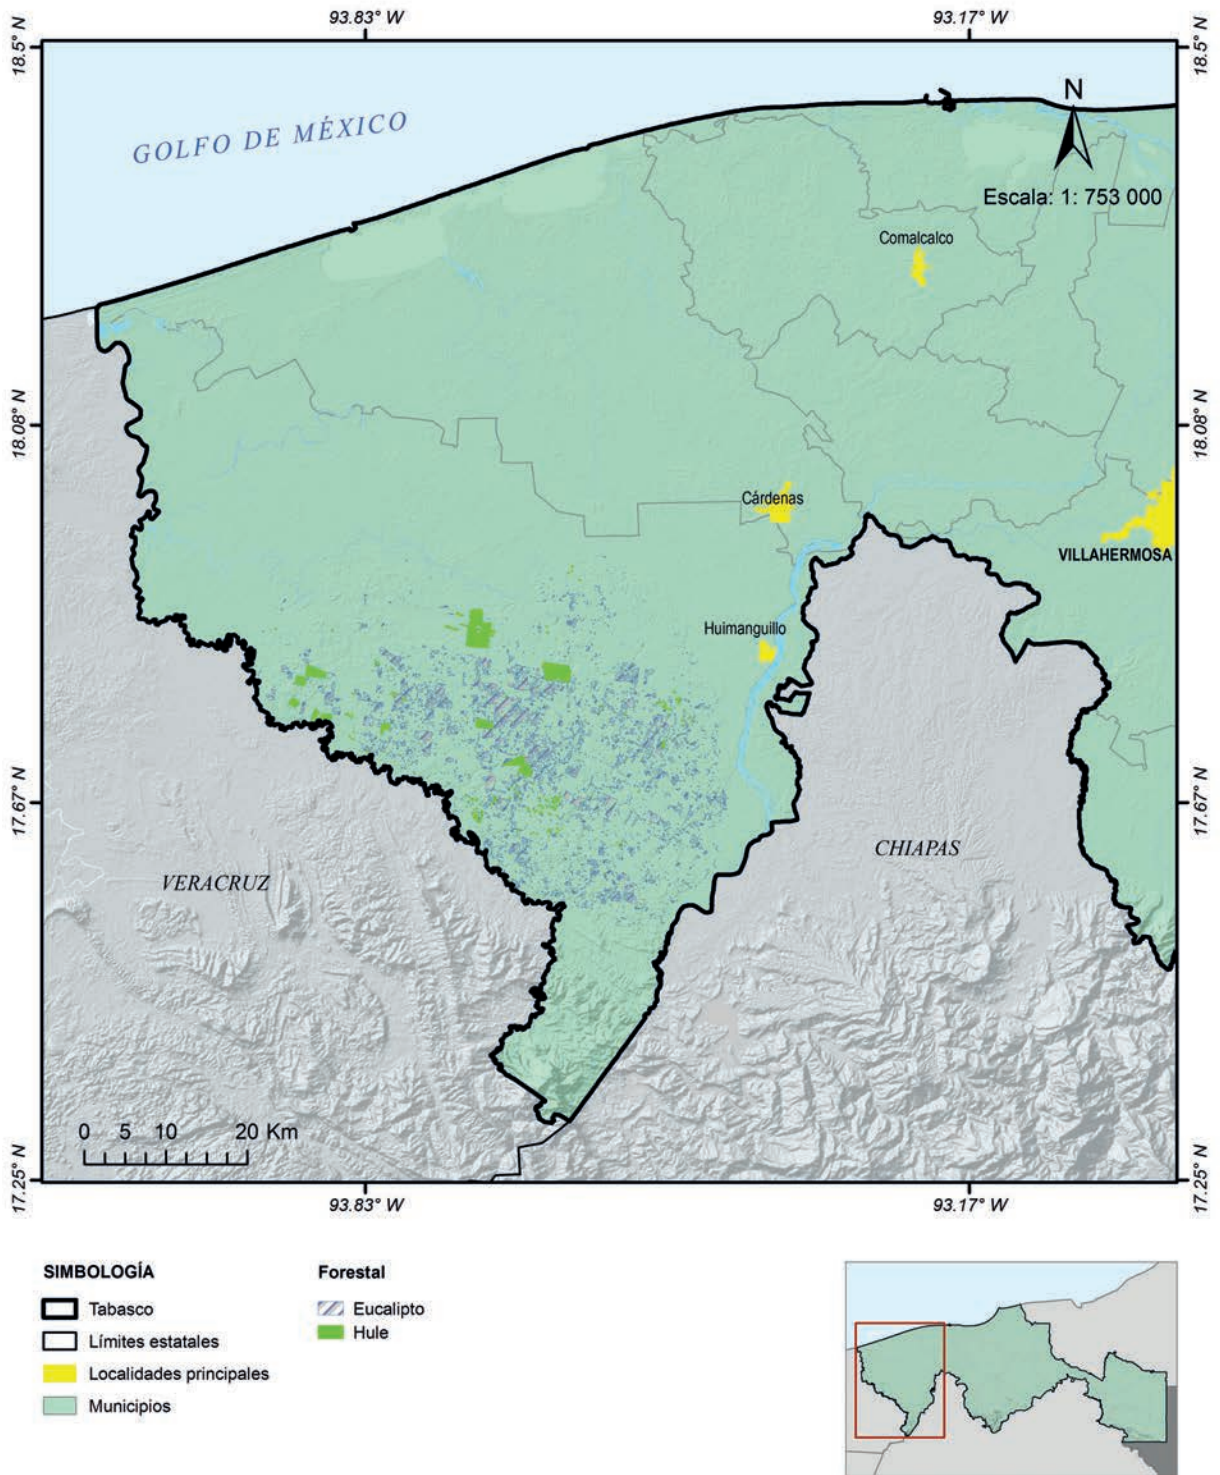 93.83° W
93.17° W
18.5° N
18.5° N
GOLFO DE MÉXICO
N
Escala: 1: 753 000
Comalcalco
18.08° N
18.08° N
Cárdenas
VILLAHERMOSA
Huimanguillo
17.67° N
17.67° N
CHIAPAS
VERACRUZ
0 5 10 20 Km
17.25° N
17.25° N
93.83° W
93.17° W
SIMBOLOGÍA
Tabasco
Límites estatales
Localidades principales
Municipios
Forestal
Eucalipto
Hule